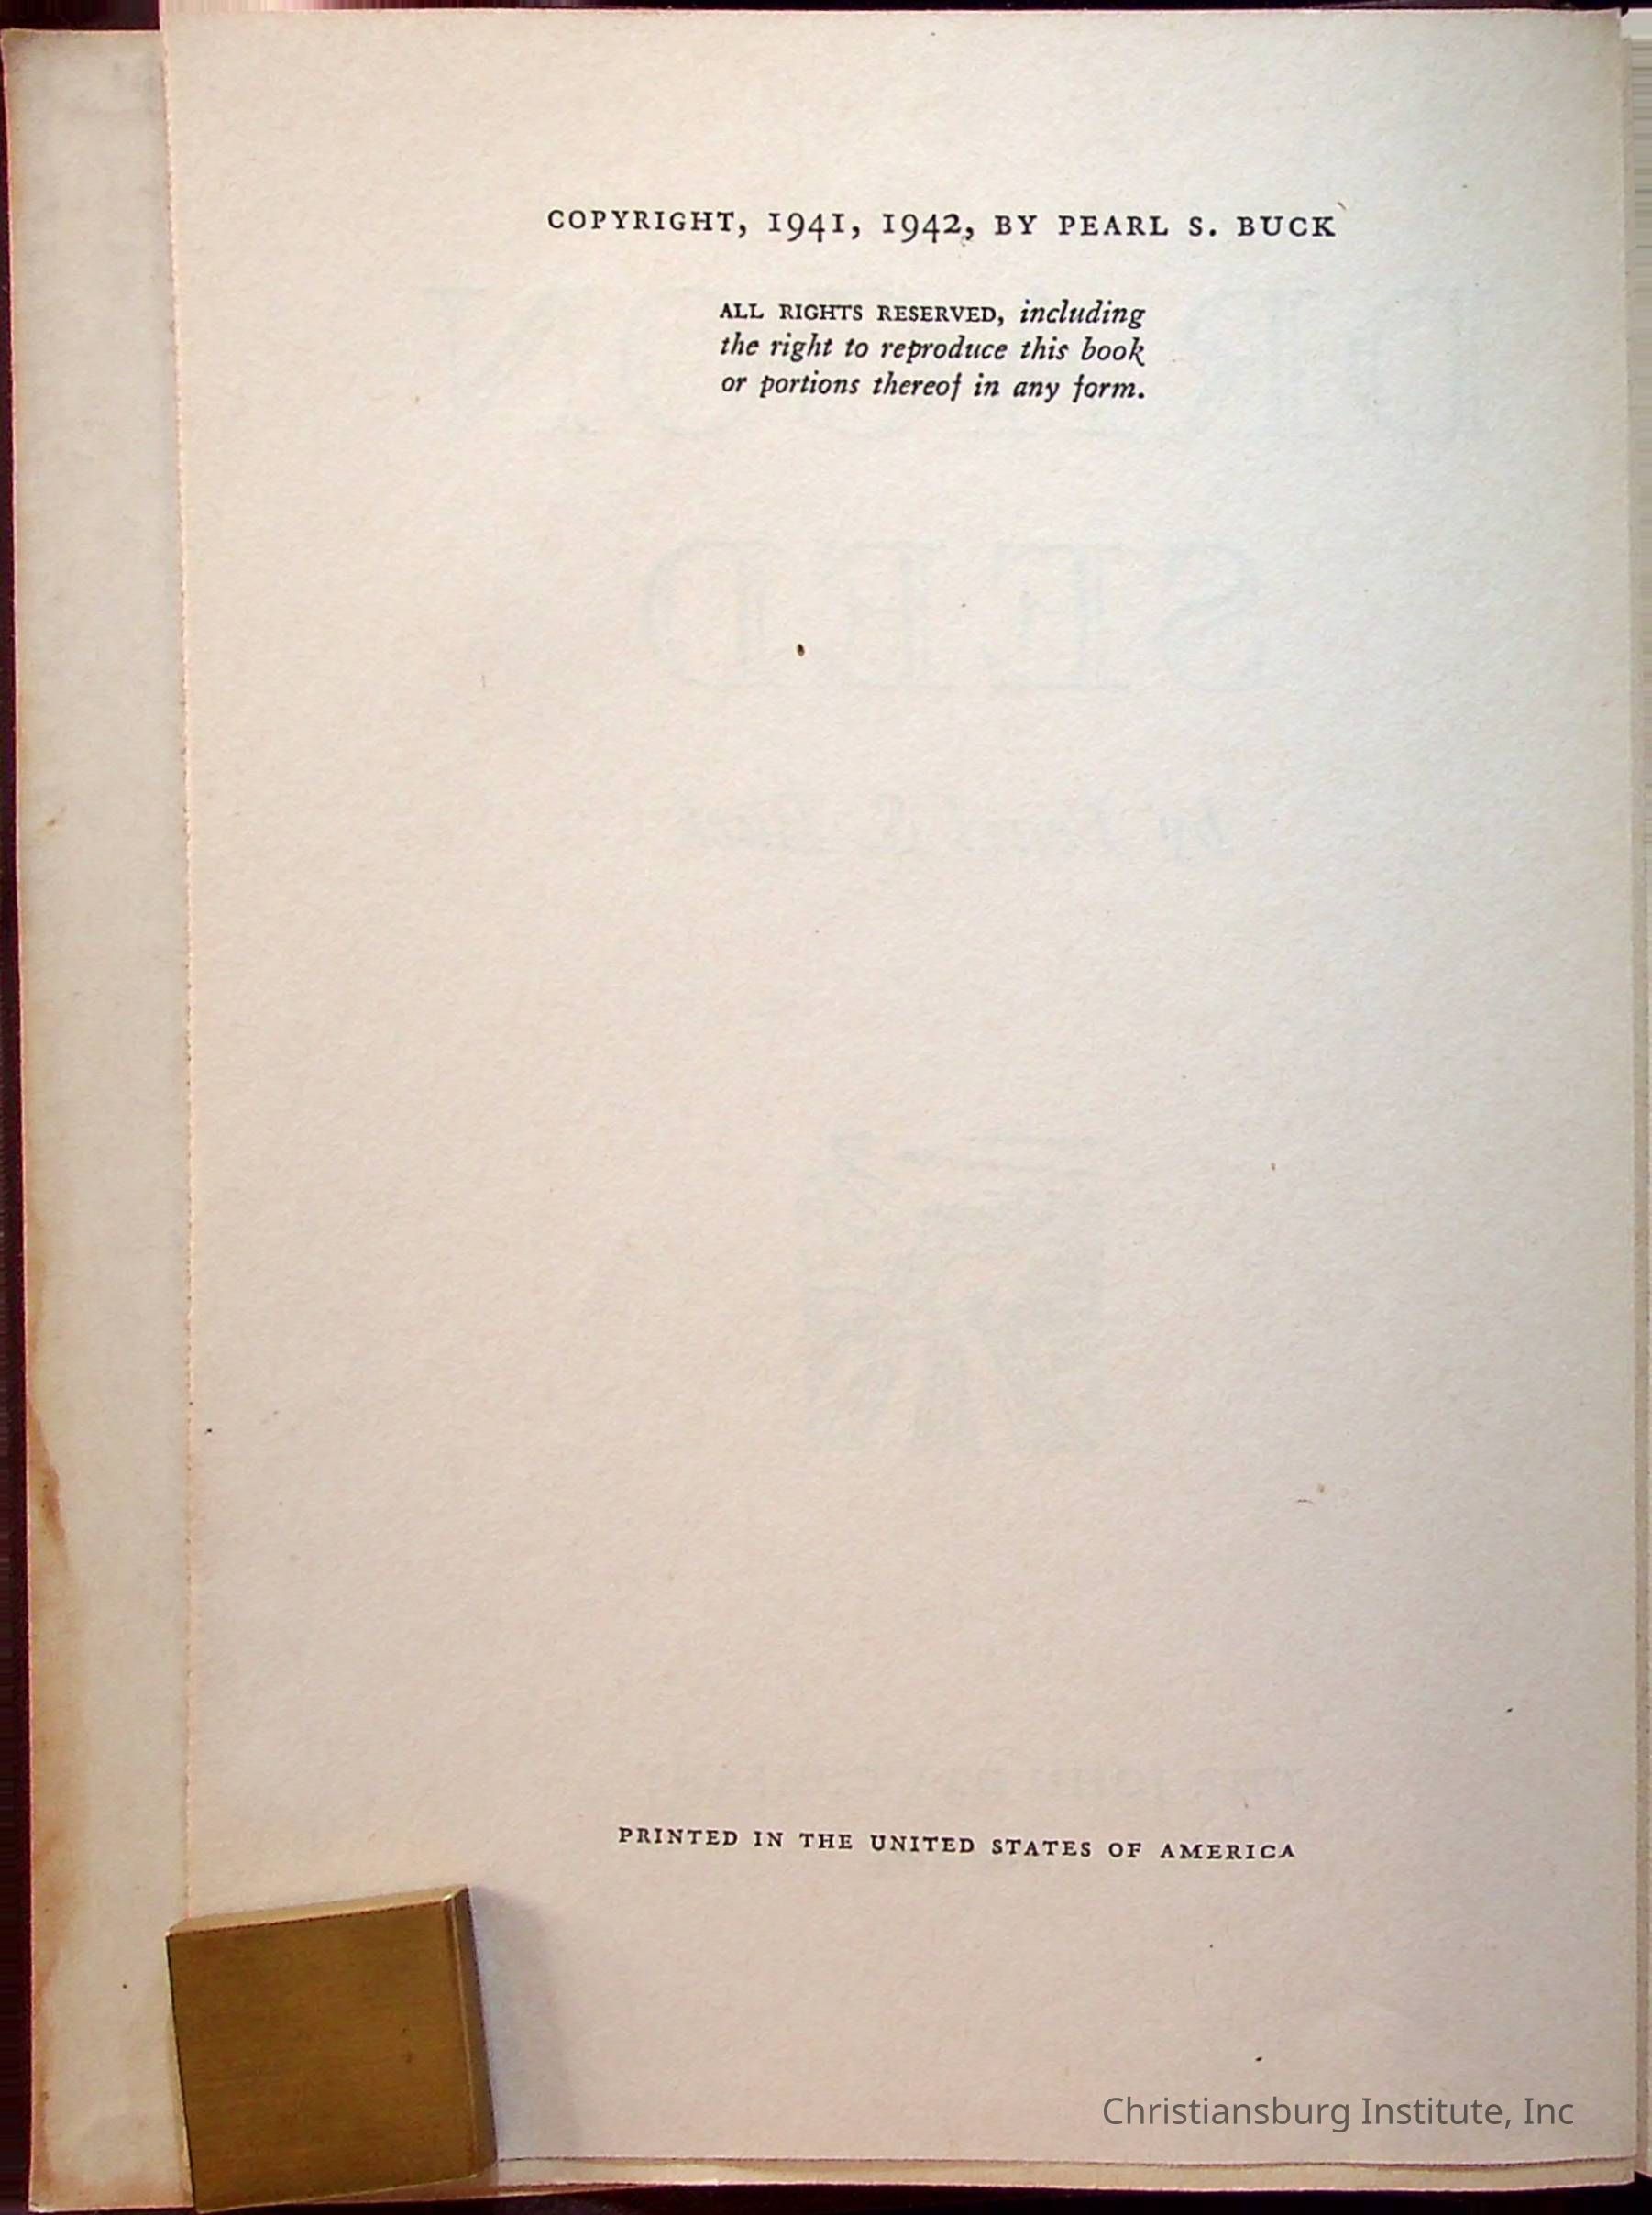 COPYRIGHT, 1941, 1942, BY PEARL S. BUCK
ALL RIGHTS RESERVED, including
the right to reproduce this book
or portions thereof in any form.
SEED
PRINTED IN THE UNITED STATES OF AMERICA
Christiansburg Institute, Inc